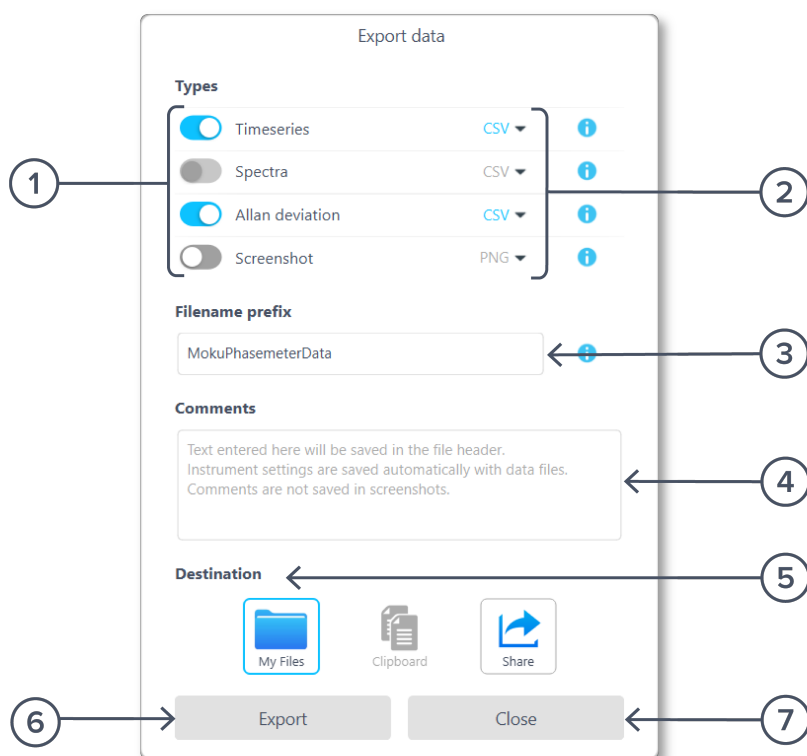 Export data
Types
Timeseries CSV
Spectra CSV
Allan deviation CSV
Screenshot PNG
1
2
Filename prefix
MokuPhasemeterData
3
Comments
Text entered here will be saved in the file header.
Instrument settings are saved automatically with data files.
Comments are not saved in screenshots.
4
Destination
5
My Files Clipboard Share
6 Export Close 7